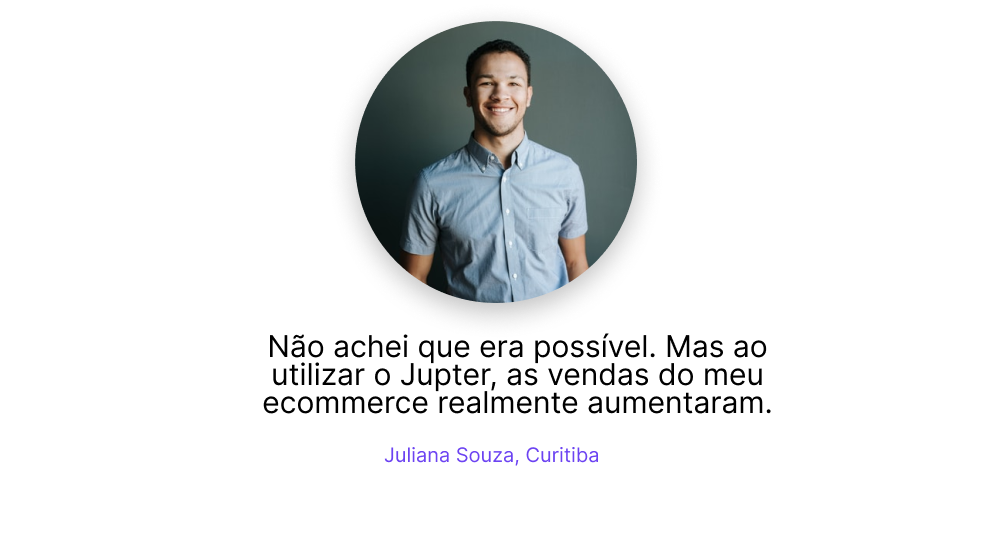 Não achei que era possível. Mas ao
utilizar o Jupter, as vendas do meu
ecommerce realmente aumentaram.
Juliana Souza, Curitiba